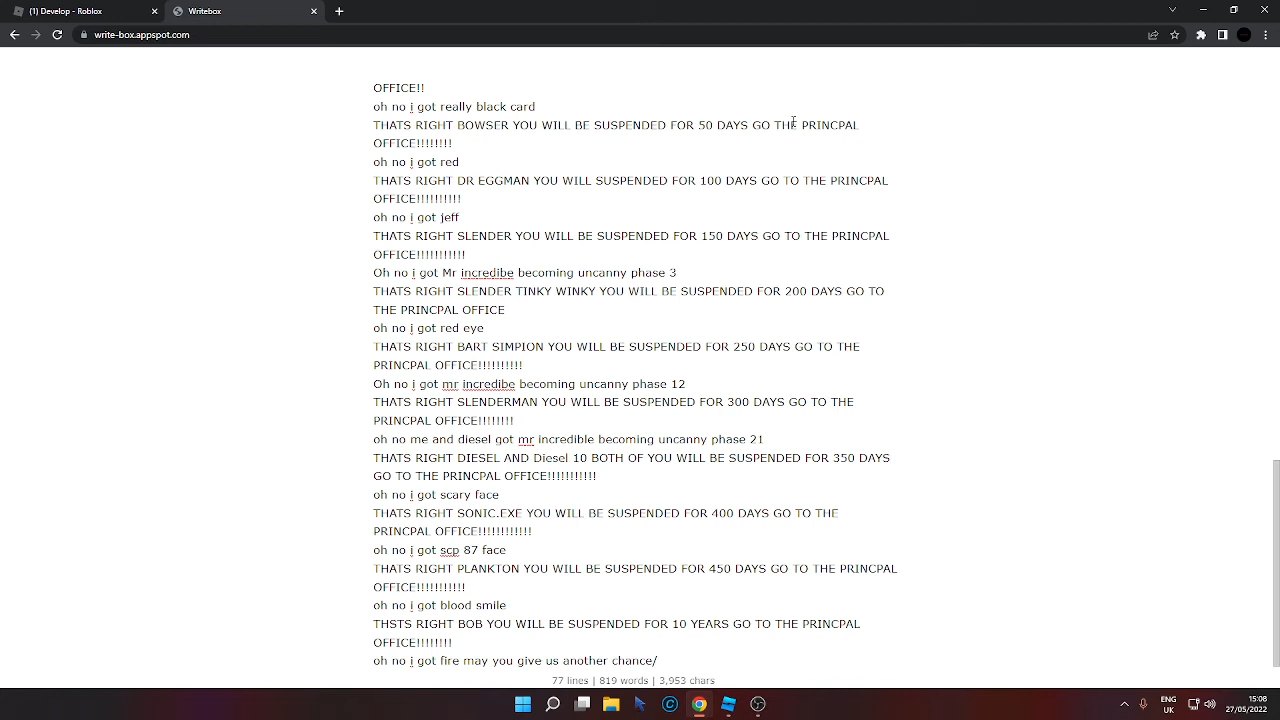 (1) Develop - Roblox
Writebox
write-box.appspot.com
OFFICE!!
oh no i got really black card
THATS RIGHT BOWSER YOU WILL BE SUSPENDED FOR 50 DAYS GO THE PRINCPAL
OFFICE!!!!!!!!
oh no i got red
THATS RIGHT DR EGGMAN YOU WILL SUSPENDED FOR 100 DAYS GO TO THE PRINCPAL
OFFICE!!!!!!!!!!
oh no i got jeff
THATS RIGHT SLENDER YOU WILL BE SUSPENDED FOR 150 DAYS GO TO THE PRINCPAL
OFFICE!!!!!!!!!!!
Oh no i got Mr incredibe becoming uncanny phase 3
THATS RIGHT SLENDER TINKY WINKY YOU WILL BE SUSPENDED FOR 200 DAYS GO TO
THE PRINCPAL OFFICE
oh no i got red eye
THATS RIGHT BART SIMPION YOU WILL BE SUSPENDED FOR 250 DAYS GO TO THE
PRINCPAL OFFICE!!!!!!!!!!
Oh no i got mr incredibe becoming uncanny phase 12
THATS RIGHT SLENDERMAN YOU WILL BE SUSPENDED FOR 300 DAYS GO TO THE
PRINCPAL OFFICE!!!!!!!!
oh no me and diesel got mr incredible becoming uncanny phase 21
THATS RIGHT DIESEL AND Diesel 10 BOTH OF YOU WILL BE SUSPENDED FOR 350 DAYS
GO TO THE PRINCPAL OFFICE!!!!!!!!!!!
oh no i got scary face
THATS RIGHT SONIC.EXE YOU WILL BE SUSPENDED FOR 400 DAYS GO TO THE
PRINCPAL OFFICE!!!!!!!!!!!!
oh no i got scp 87 face
THATS RIGHT PLANKTON YOU WILL BE SUSPENDED FOR 450 DAYS GO TO THE PRINCPAL
OFFICE!!!!!!!!!!!
oh no i got blood smile
THSTS RIGHT BOB YOU WILL BE SUSPENDED FOR 10 YEARS GO TO THE PRINCPAL
OFFICE!!!!!!!!
oh no i got fire may you give us another chance/
77 lines | 819 words | 3,953 chars
ENG
UK
15:08
27/05/2022